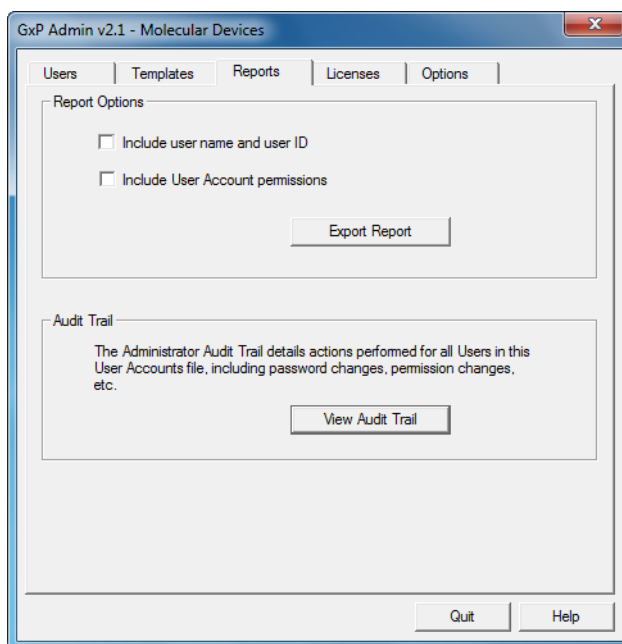 GxP Admin v2.1 - Molecular Devices
Users Templates Reports Licenses Options
Report Options
Include user name and user ID
Include User Account permissions
Export Report
Audit Trail
The Administrator Audit Trail details actions performed for all Users in this
User Accounts file, including password changes, permission changes,
etc.
View Audit Trail
Quit Help